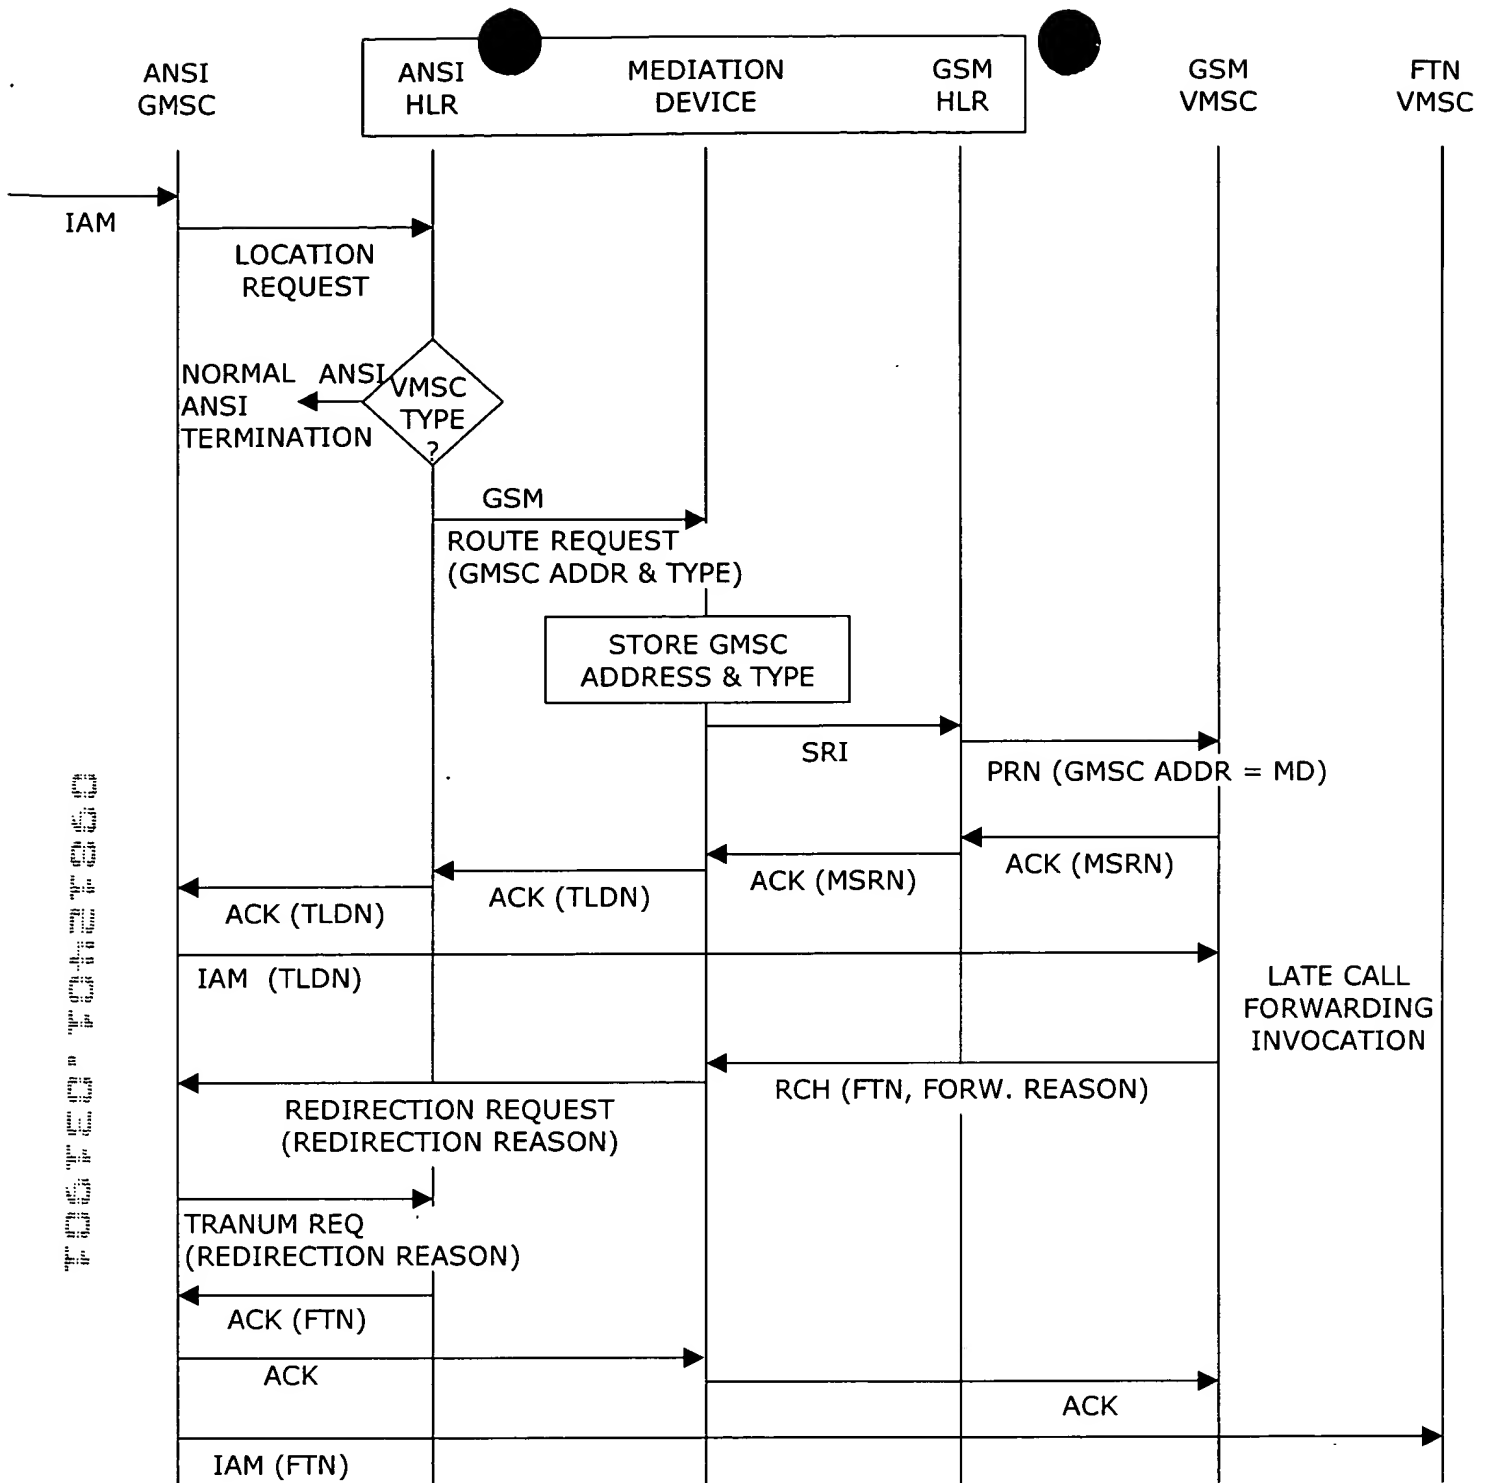 ANSI
GMSC
ANSI
HLR
MEDIATION
DEVICE
GSM
HLR
GSM
VMSC
FTN
VMSC
IAM
LOCATION
REQUEST
NORMAL ANSI
ANSI
TERMINATION
VMSC
TYPE
?
GSM
ROUTE REQUEST
(GMSC ADDR & TYPE)
STORE GMSC
ADDRESS & TYPE
SRI
PRN (GMSC ADDR = MD)
ACK (MSRN)
ACK (MSRN)
ACK (TLDN)
ACK (TLDN)
IAM (TLDN)
LATE CALL
FORWARDING
INVOCATION
RCH (FTN, FORW. REASON)
REDIRECTION REQUEST
(REDIRECTION REASON)
TRANUM REQ
(REDIRECTION REASON)
ACK (FTN)
ACK
ACK
IAM (FTN)